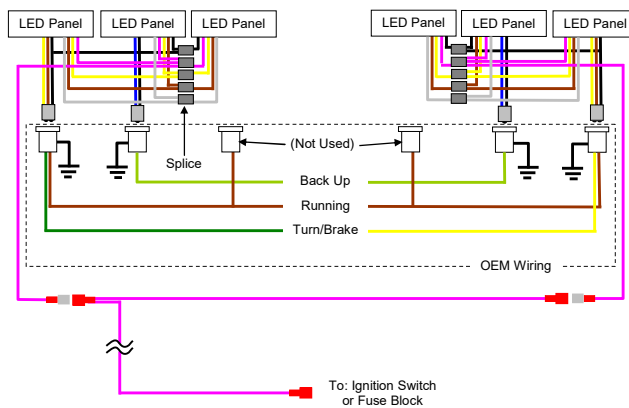 LED Panel LED Panel LED Panel LED Panel LED Panel LED Panel
Splice
(Not Used)
Back Up
Running
Turn/Brake
OEM Wiring
To: Ignition Switch
or Fuse Block